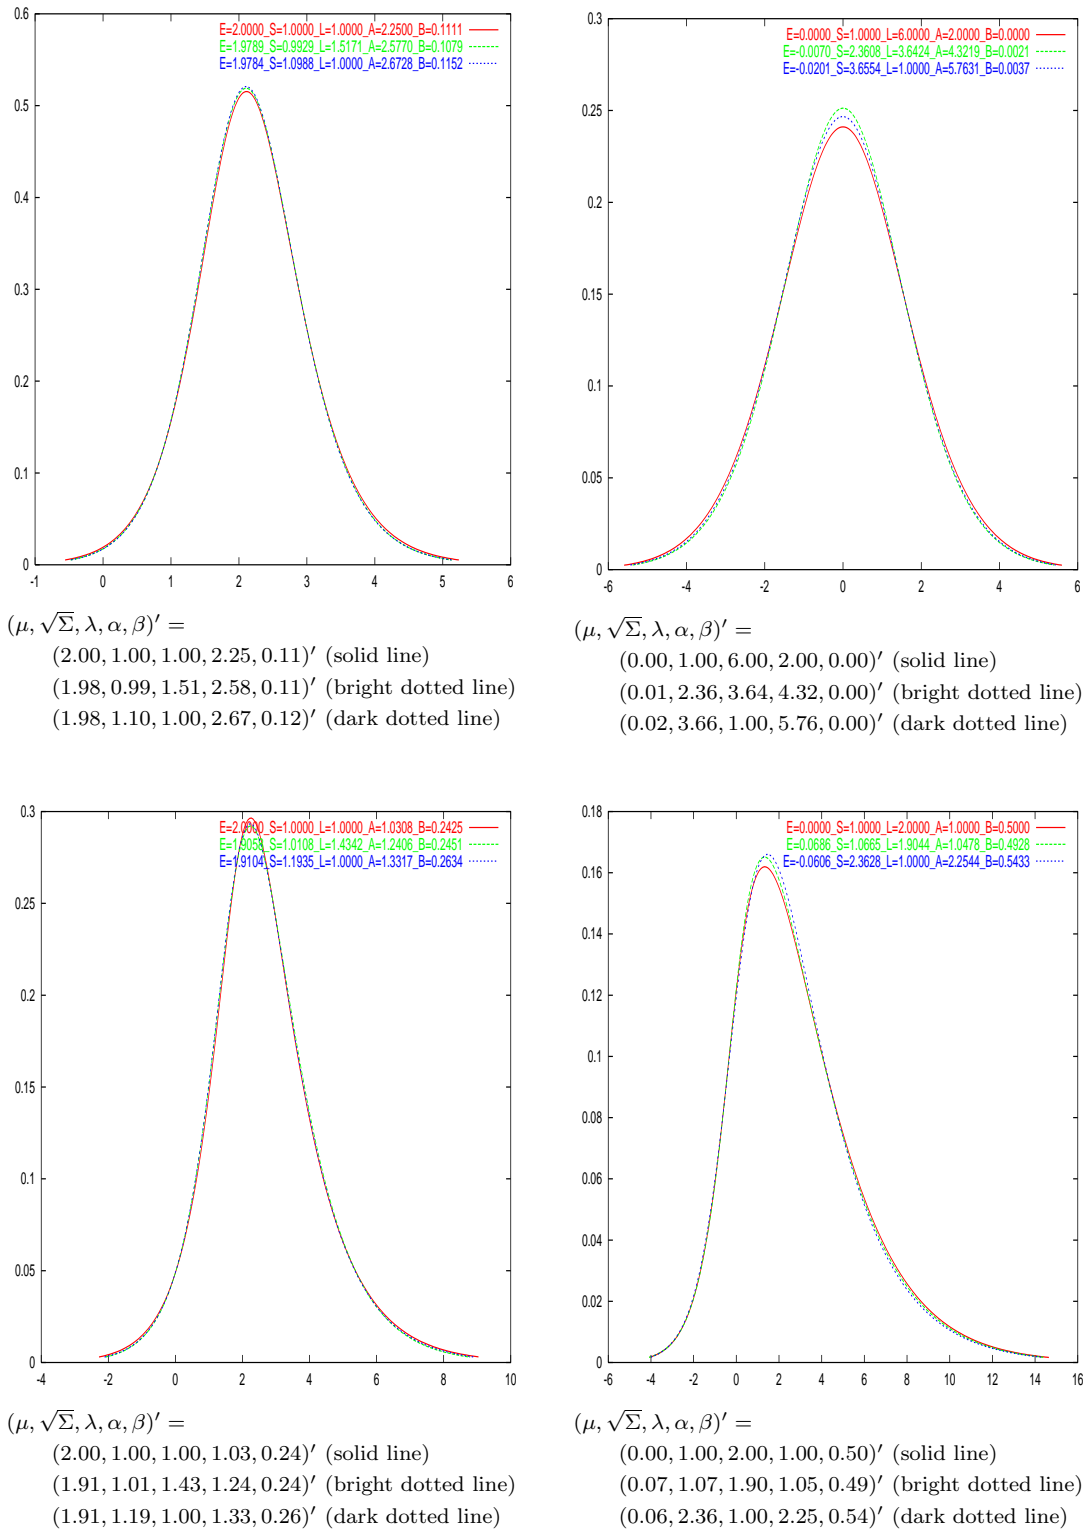 0.6
0.5
0.4
0.3
0.2
0.1
0
-1 0 1 2 3 4 5 6
E=2.0000_S=1.0000_L=1.0000_A=2.2500_B=0.1111
E=1.9789_S=0.9929_L=1.5171_A=2.5770_B=0.1079
E=1.9784_S=1.0988_L=1.0000_A=2.6728_B=0.1152
(μ, √Σ, λ, α, β)′ =
(2.00, 1.00, 1.00, 2.25, 0.11)′ (solid line)
(1.98, 0.99, 1.51, 2.58, 0.11)′ (bright dotted line)
(1.98, 1.10, 1.00, 2.67, 0.12)′ (dark dotted line)
0.3
0.25
0.2
0.15
0.1
0.05
0
-6 -4 -2 0 2 4 6
E=0.0000_S=1.0000_L=6.0000_A=2.0000_B=0.0000
E=-0.0070_S=2.3608_L=3.6424_A=4.3219_B=0.0021
E=-0.0201_S=3.6554_L=1.0000_A=5.7631_B=0.0037
(μ, √Σ, λ, α, β)′ =
(0.00, 1.00, 6.00, 2.00, 0.00)′ (solid line)
(0.01, 2.36, 3.64, 4.32, 0.00)′ (bright dotted line)
(0.02, 3.66, 1.00, 5.76, 0.00)′ (dark dotted line)
0.3
0.25
0.2
0.15
0.1
0.05
0
-4 -2 0 2 4 6 8 10
E=2.0000_S=1.0000_L=1.0000_A=1.0308_B=0.2425
E=1.9055_S=1.0108_L=1.4342_A=1.2406_B=0.2451
E=1.9104_S=1.1935_L=1.0000_A=1.3317_B=0.2634
(μ, √Σ, λ, α, β)′ =
(2.00, 1.00, 1.00, 1.03, 0.24)′ (solid line)
(1.91, 1.01, 1.43, 1.24, 0.24)′ (bright dotted line)
(1.91, 1.19, 1.00, 1.33, 0.26)′ (dark dotted line)
0.18
0.16
0.14
0.12
0.1
0.08
0.06
0.04
0.02
0
-6 -4 -2 0 2 4 6 8 10 12 14 16
E=0.0000_S=1.0000_L=2.0000_A=1.0000_B=0.5000
E=0.0686_S=1.0665_L=1.9044_A=1.0478_B=0.4928
E=-0.0606_S=2.3628_L=1.0000_A=2.2544_B=0.5433
(μ, √Σ, λ, α, β)′ =
(0.00, 1.00, 2.00, 1.00, 0.50)′ (solid line)
(0.07, 1.07, 1.90, 1.05, 0.49)′ (bright dotted line)
(0.06, 2.36, 1.00, 2.25, 0.54)′ (dark dotted line)